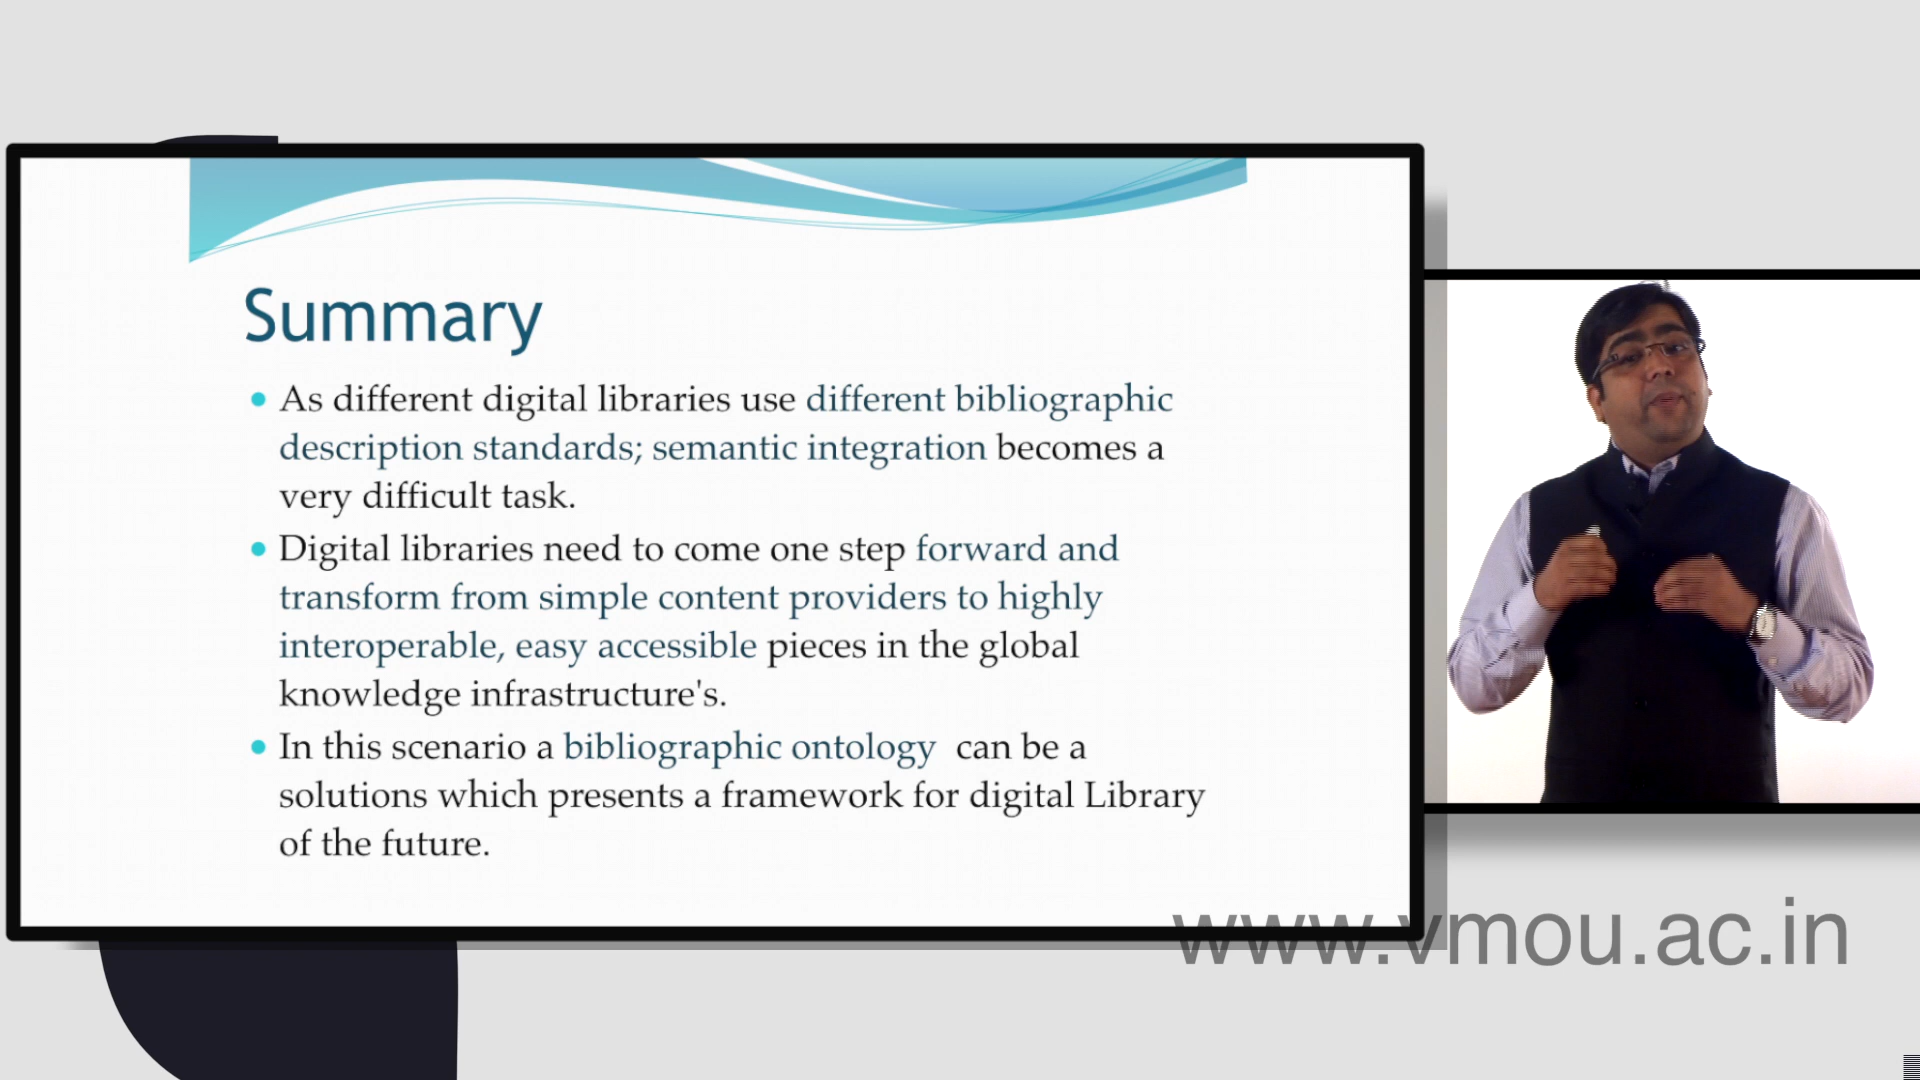 Summary
As different digital libraries use different bibliographic
description standards; semantic integration becomes a
very difficult task.
Digital libraries need to come one step forward and
transform from simple content providers to highly
interoperable, easy accessible pieces in the global
knowledge infrastructure's.
In this scenario a bibliographic ontology  can be a
solutions which presents a framework for digital Library
of the future.
www.vmou.ac.in